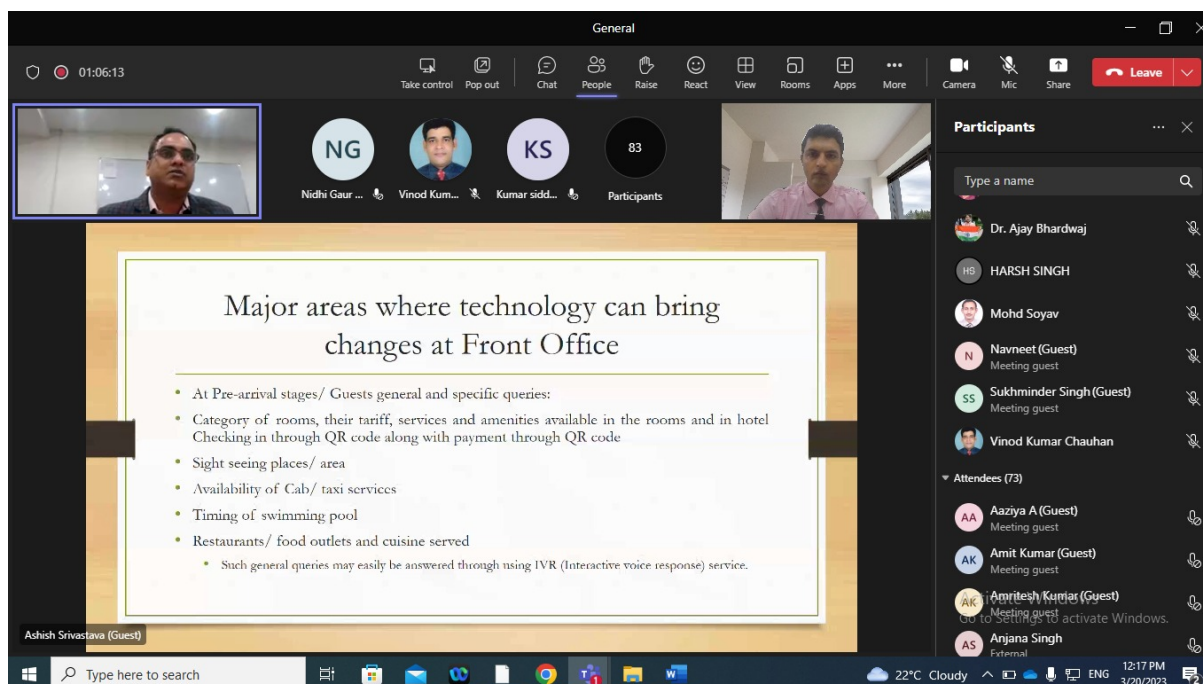 General
01:06:13
Take control
Pop out
Chat
People
Raise
React
View
Rooms
Apps
More
Camera
Mic
Share
Leave
NG
Nidhi Gaur ...
Vinod Kum...
KS
Kumar sidd...
83
Participants
Major areas where technology can bring
changes at Front Office
• At Pre-arrival stages/ Guests general and specific queries:
• Category of rooms, their tariff, services and amenities available in the rooms and in hotel
Checking in through QR code along with payment through QR code
• Sight seeing places/ area
• Availability of Cab/ taxi services
• Timing of swimming pool
• Restaurants/ food outlets and cuisine served
• Such general queries may easily be answered through using IVR (Interactive voice response) service.
Ashish Srivastava (Guest)
Participants
Type a name
Dr. Ajay Bhardwaj
HS
HARSH SINGH
Mohd Soyav
N
Navneet (Guest)
Meeting guest
SS
Sukhminder Singh (Guest)
Meeting guest
Vinod Kumar Chauhan
Attendees (73)
AA
Aaziya A (Guest)
Meeting guest
AK
Amit Kumar (Guest)
Meeting guest
AK
Amritesh Kumar (Guest)
Meeting guest
Activate Windows
Go to Settings to activate Windows.
AS
Anjana Singh
External
Type here to search
22°C Cloudy
ENG
12:17 PM
3/20/2023
1
2